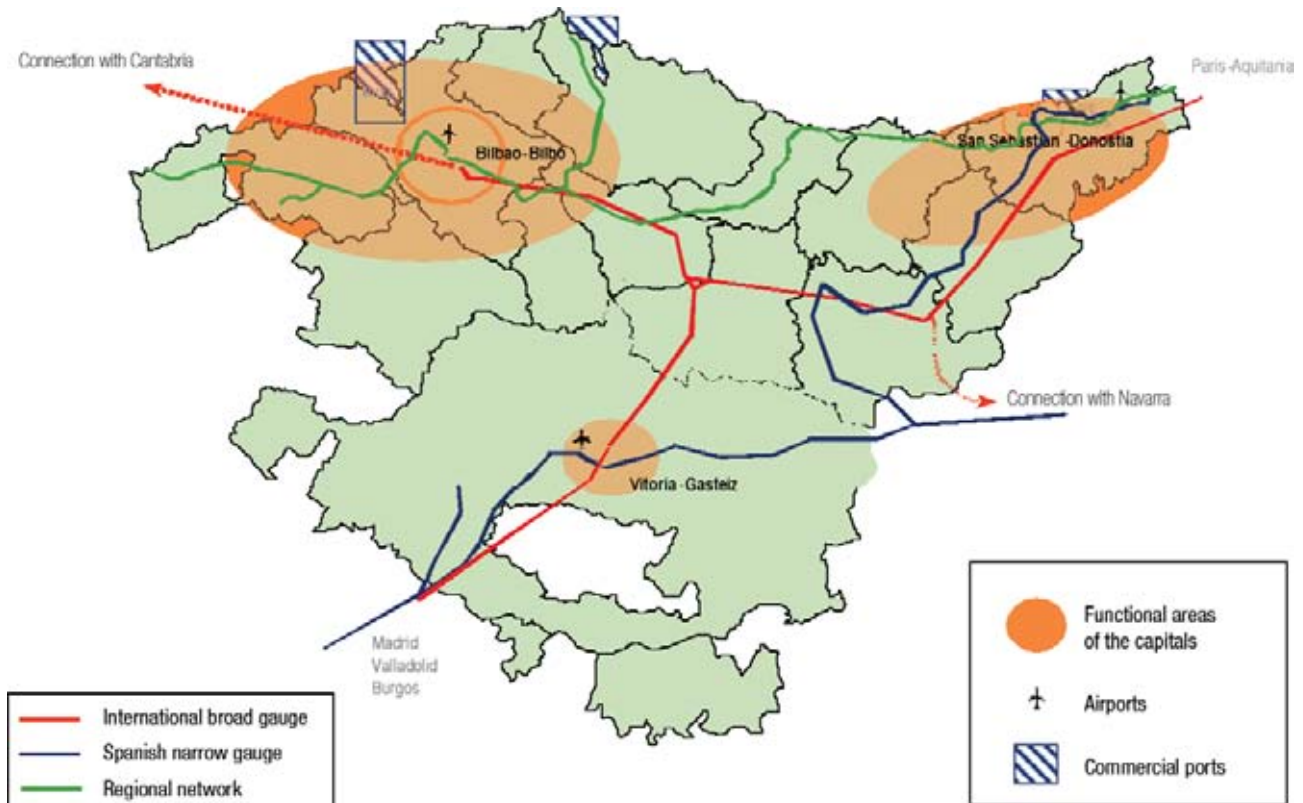 Connection with Cantabria
Paris-Aquitania
Bilbao-Bilbo
San Sebastian -Donostia
Connection with Navarra
Vitoria -Gasteiz
Madrid
Valladolid
Burgos
International broad gauge
Spanish narrow gauge
Regional network
Functional areas
of the capitals
Airports
Commercial ports